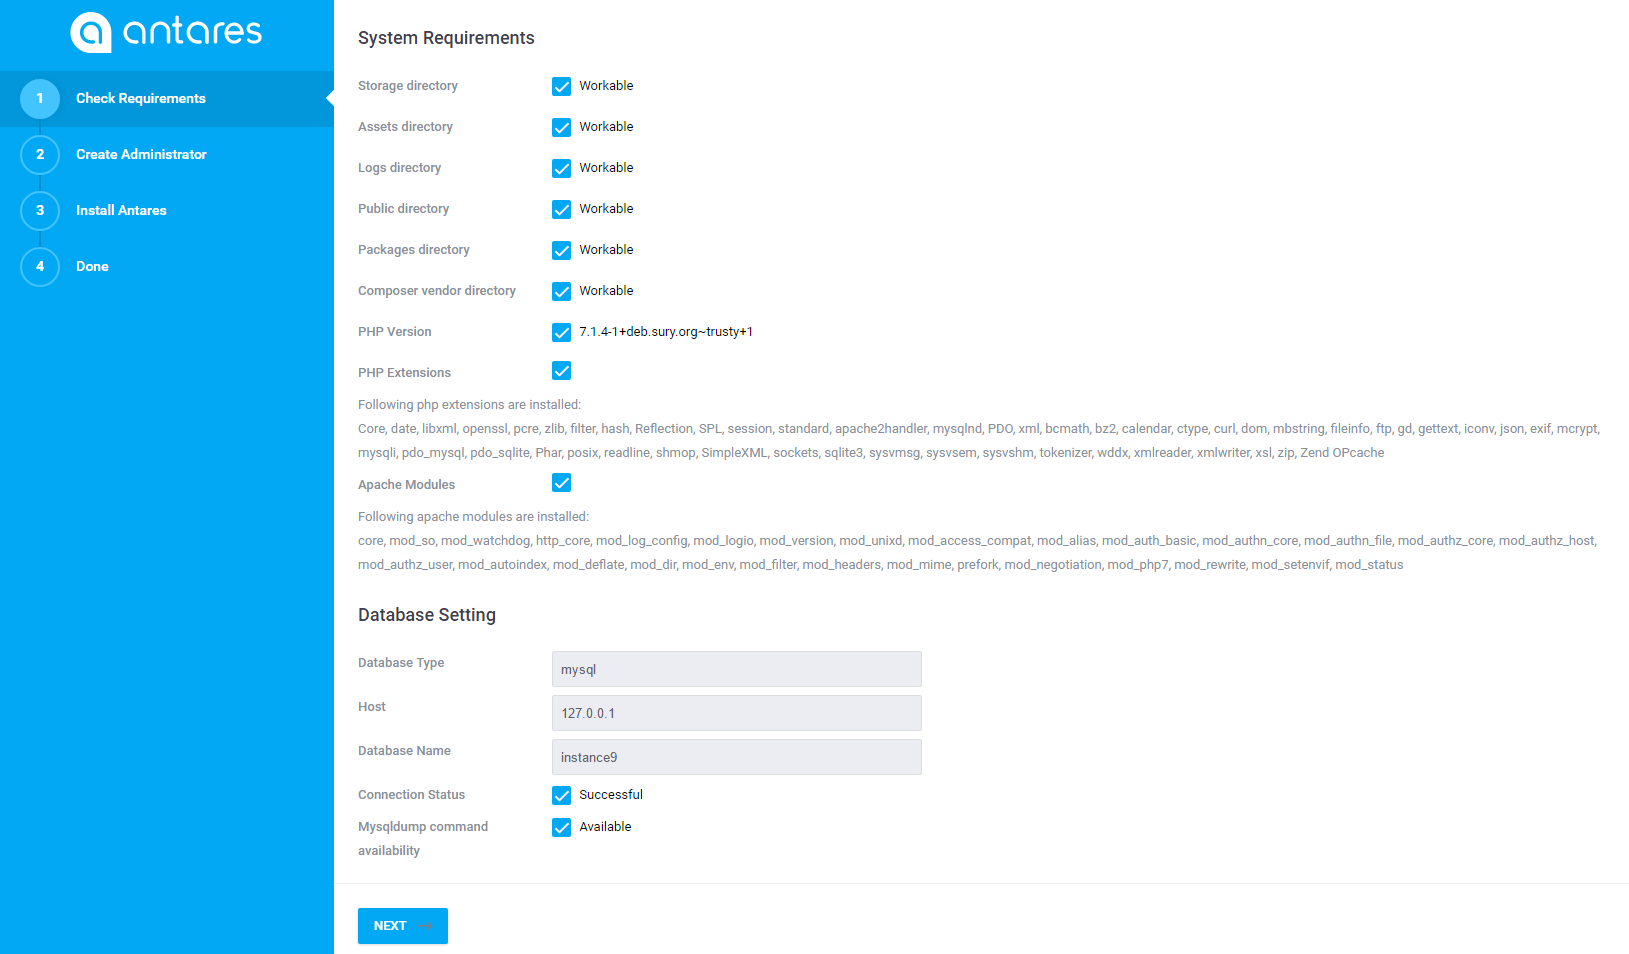 antares
1 Check Requirements
2 Create Administrator
3 Install Antares
4 Done
System Requirements
Storage directory Workable
Assets directory Workable
Logs directory Workable
Public directory Workable
Packages directory Workable
Composer vendor directory Workable
PHP Version 7.1.4-1+deb.sury.org~trusty+1
PHP Extensions
Following php extensions are installed:
Core, date, libxml, openssl, pcre, zlib, filter, hash, Reflection, SPL, session, standard, apache2handler, mysqlnd, PDO, xml, bcmath, bz2, calendar, ctype, curl, dom, mbstring, fileinfo, ftp, gd, gettext, iconv, json, exif, mcrypt,
mysqli, pdo_mysql, pdo_sqlite, Phar, posix, readline, shmop, SimpleXML, sockets, sqlite3, sysvmsg, sysvsem, sysvshm, tokenizer, wddx, xmlreader, xmlwriter, xsl, zip, Zend OPcache
Apache Modules
Following apache modules are installed:
core, mod_so, mod_watchdog, http_core, mod_log_config, mod_logio, mod_version, mod_unixd, mod_access_compat, mod_alias, mod_auth_basic, mod_authn_core, mod_authn_file, mod_authz_core, mod_authz_host,
mod_authz_user, mod_autoindex, mod_deflate, mod_dir, mod_env, mod_filter, mod_headers, mod_mime, prefork, mod_negotiation, mod_php7, mod_rewrite, mod_setenvif, mod_status
Database Setting
Database Type mysql
Host 127.0.0.1
Database Name instance9
Connection Status Successful
Mysqldump command Available
availability
NEXT